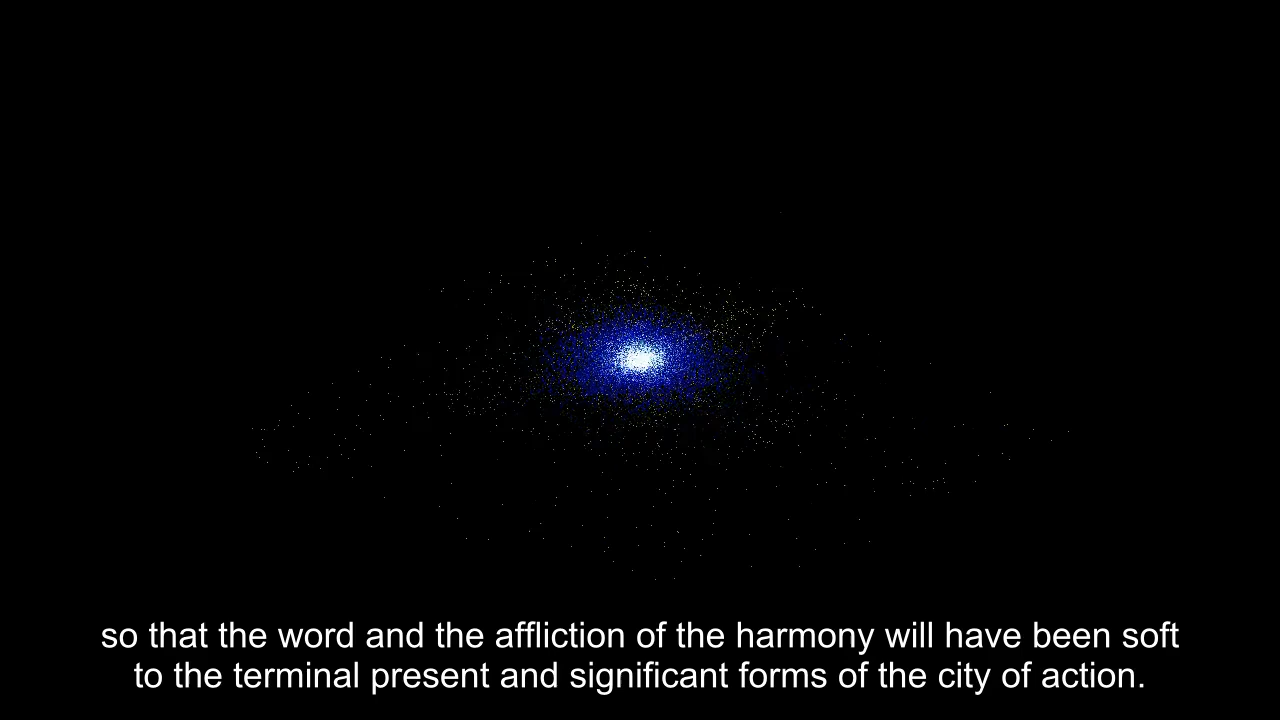 so that the word and the affliction of the harmony will have been soft
to the terminal present and significant forms of the city of action.